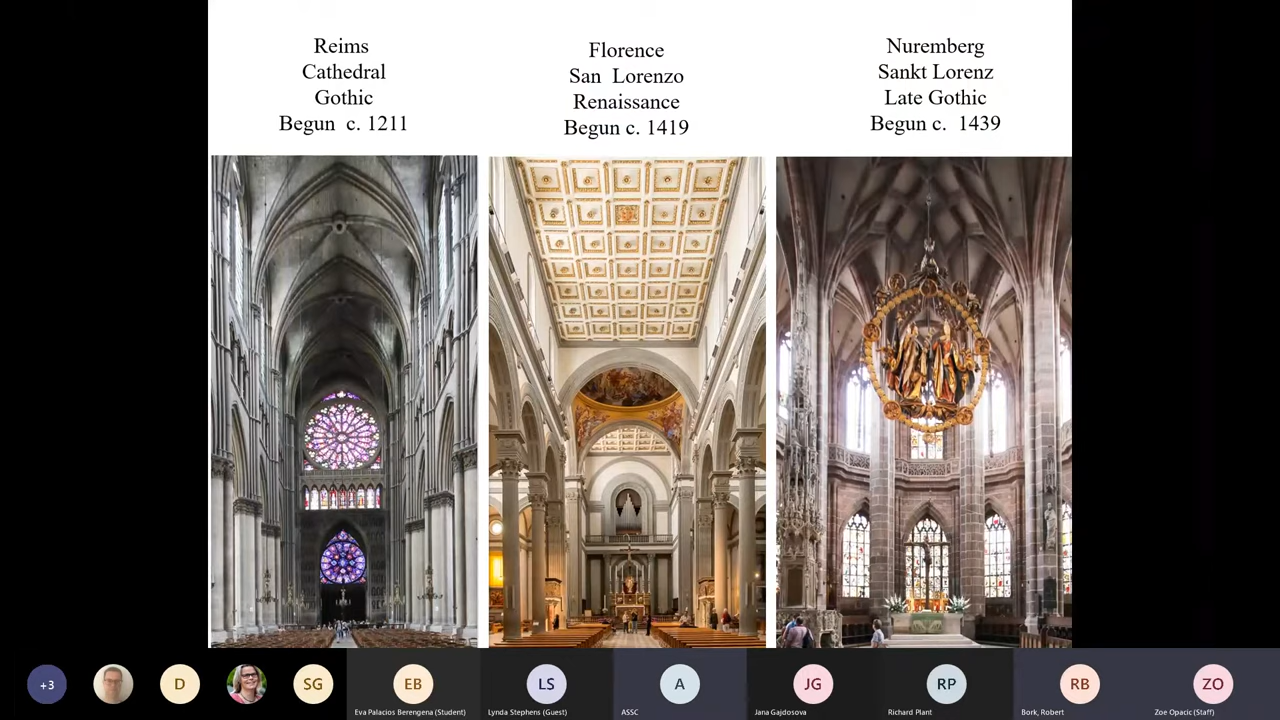 Reims
Cathedral
Gothic
Begun c. 1211
Florence
San Lorenzo
Renaissance
Begun c. 1419
Nuremberg
Sankt Lorenz
Late Gothic
Begun c. 1439
+3
D
SG
EB
LS
A
JG
RP
RB
ZO
Eva Palacios Berengena (Student)
Lynda Stephens (Guest)
ASSC
Jana Gajdosova
Richard Plant
Bork, Robert
Zoe Opacic (Staff)